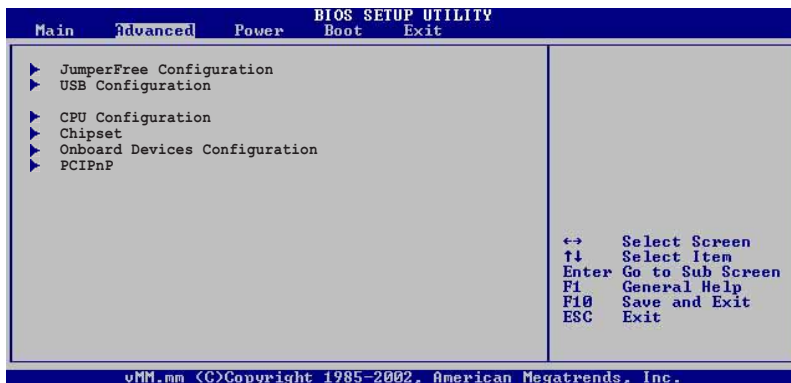 BIOS SETUP UTILITY
Main Advanced Power Boot Exit
JumperFree Configuration
USB Configuration
CPU Configuration
Chipset
Onboard Devices Configuration
PCIPnP
←→ Select Screen
↑↓ Select Item
Enter Go to Sub Screen
F1 General Help
F10 Save and Exit
ESC Exit
vMM.mm (C)Copyright 1985-2002, American Megatrends, Inc.